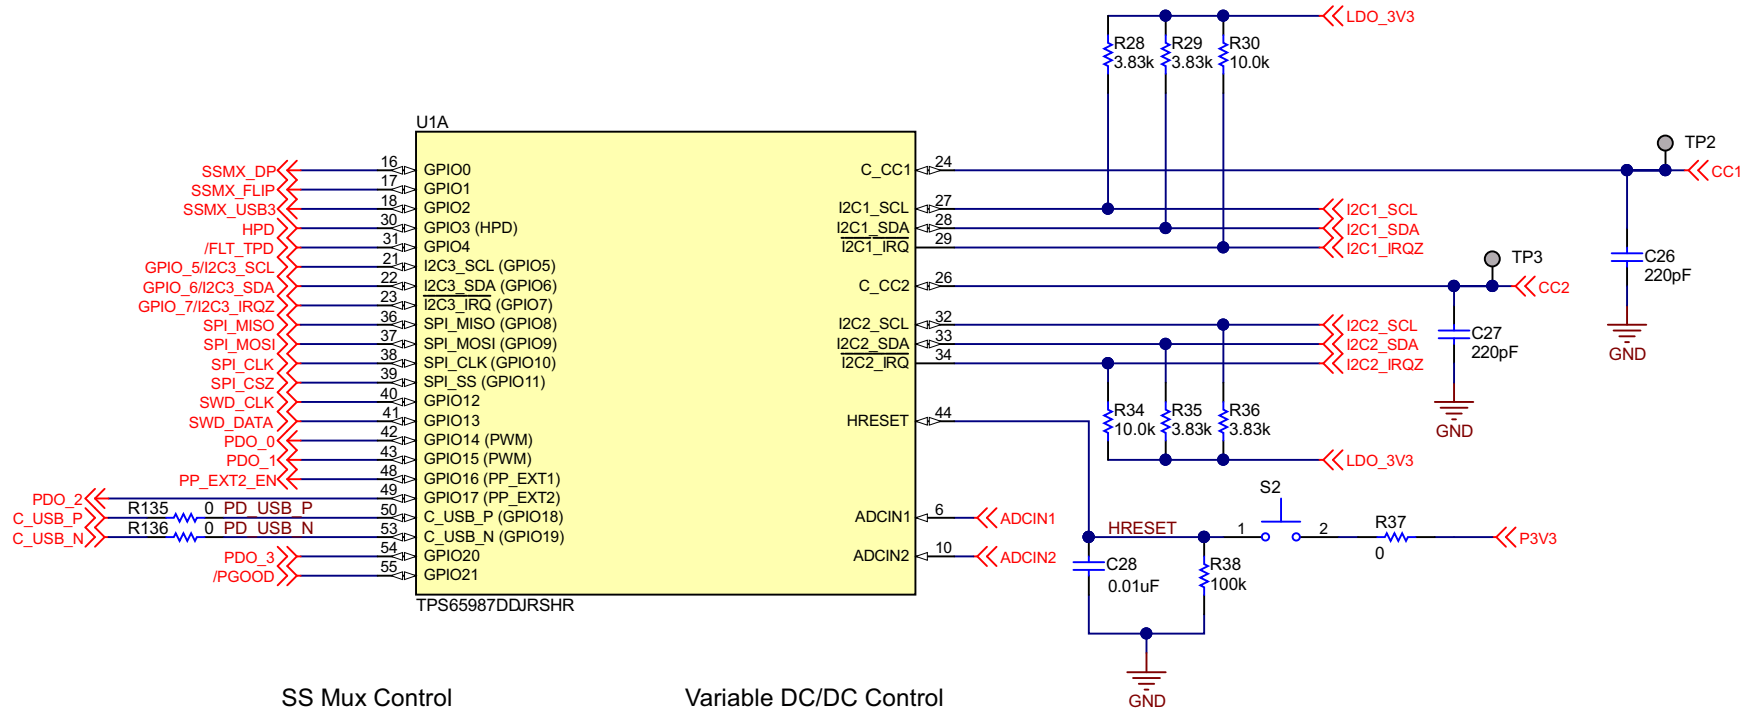 LDO_3V3
R28 3.83k
R29 3.83k
R30 10.0k
U1A
TP2
SSMX_DP 16 GPIO0
C_CC1 24 CC1
SSMX_FLIP 17 GPIO1
SSMX_USB3 18 GPIO2
I2C1_SCL 27 I2C1_SCL
HPD 30 GPIO3 (HPD)
I2C1_SDA 28 I2C1_SDA
/FLT_TPD 31 GPIO4
I2C1_IRQ 29 I2C1_IRQZ
C26 220pF
TP3
GPIO_5/I2C3_SCL 21 I2C3_SCL (GPIO5)
GPIO_6/I2C3_SDA 22 I2C3_SDA (GPIO6)
C_CC2 26 CC2
GPIO_7/I2C3_IRQZ 23 I2C3_IRQ (GPIO7)
SPI_MISO 36 SPI_MISO (GPIO8)
I2C2_SCL 32 I2C2_SCL
SPI_MOSI 37 SPI_MOSI (GPIO9)
I2C2_SDA 33 I2C2_SDA
C27 220pF
GND
SPI_CLK 38 SPI_CLK (GPIO10)
I2C2_IRQ 34 I2C2_IRQZ
SPI_CSZ 39 SPI_SS (GPIO11)
SWD_CLK 40 GPIO12
SWD_DATA 41 GPIO13
HRESET 44
R34 10.0k
R35 3.83k
R36 3.83k
GND
PDO_0 42 GPIO14 (PWM)
PDO_1 43 GPIO15 (PWM)
LDO_3V3
PP_EXT2_EN 48 GPIO16 (PP_EXT1)
PDO_2 49 GPIO17 (PP_EXT2)
S2
C_USB_P R135 0 PD_USB_P 50 C_USB_P (GPIO18)
ADCIN1 6 ADCIN1
C_USB_N R136 0 PD_USB_N 53 C_USB_N (GPIO19)
HRESET
1 2
R37 0
P3V3
PDO_3 54 GPIO20
ADCIN2 10 ADCIN2
/PGOOD 55 GPIO21
C28 0.01uF
R38 100k
TPS65987DDJRSHR
GND
SS Mux Control
Variable DC/DC Control